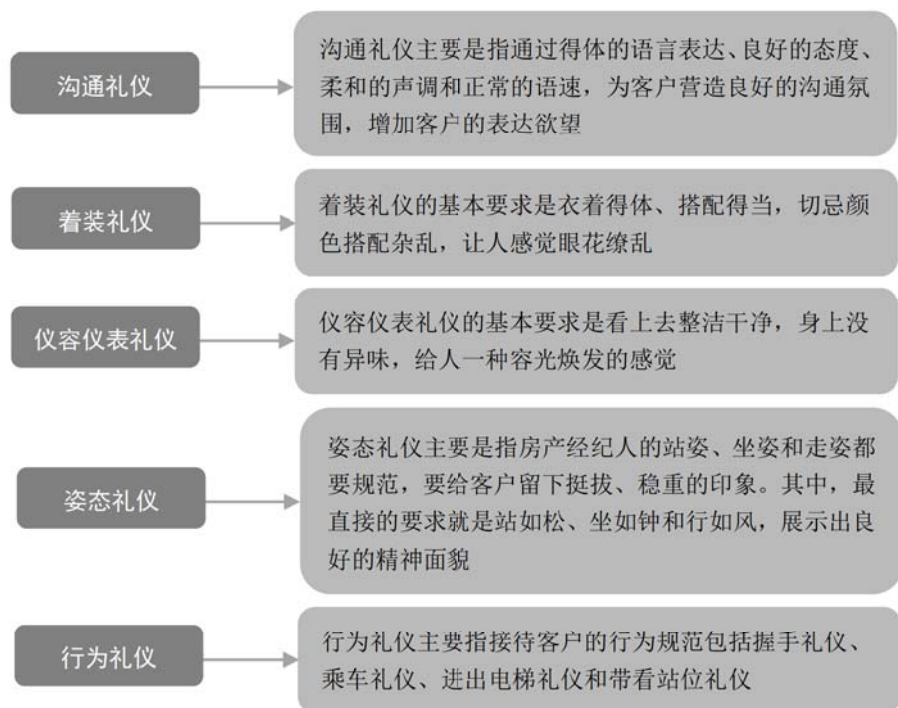 沟通礼仪
沟通礼仪主要是指通过得体的语言表达、良好的态度、
柔和的声调和正常的语速，为客户营造良好的沟通氛
围，增加客户的表达欲望
着装礼仪
着装礼仪的基本要求是衣着得体、搭配得当，切忌颜
色搭配杂乱，让人感觉眼花缭乱
仪容仪表礼仪
仪容仪表礼仪的基本要求是看上去整洁干净，身上没
有异味，给人一种容光焕发的感觉
姿态礼仪
姿态礼仪主要是指房产经纪人的站姿、坐姿和走姿都
要规范，要给客户留下挺拔、稳重的印象。其中，最
直接的要求就是站如松、坐如钟和行如风，展示出良
好的精神面貌
行为礼仪
行为礼仪主要指接待客户的行为规范包括握手礼仪、
乘车礼仪、进出电梯礼仪和带看站位礼仪